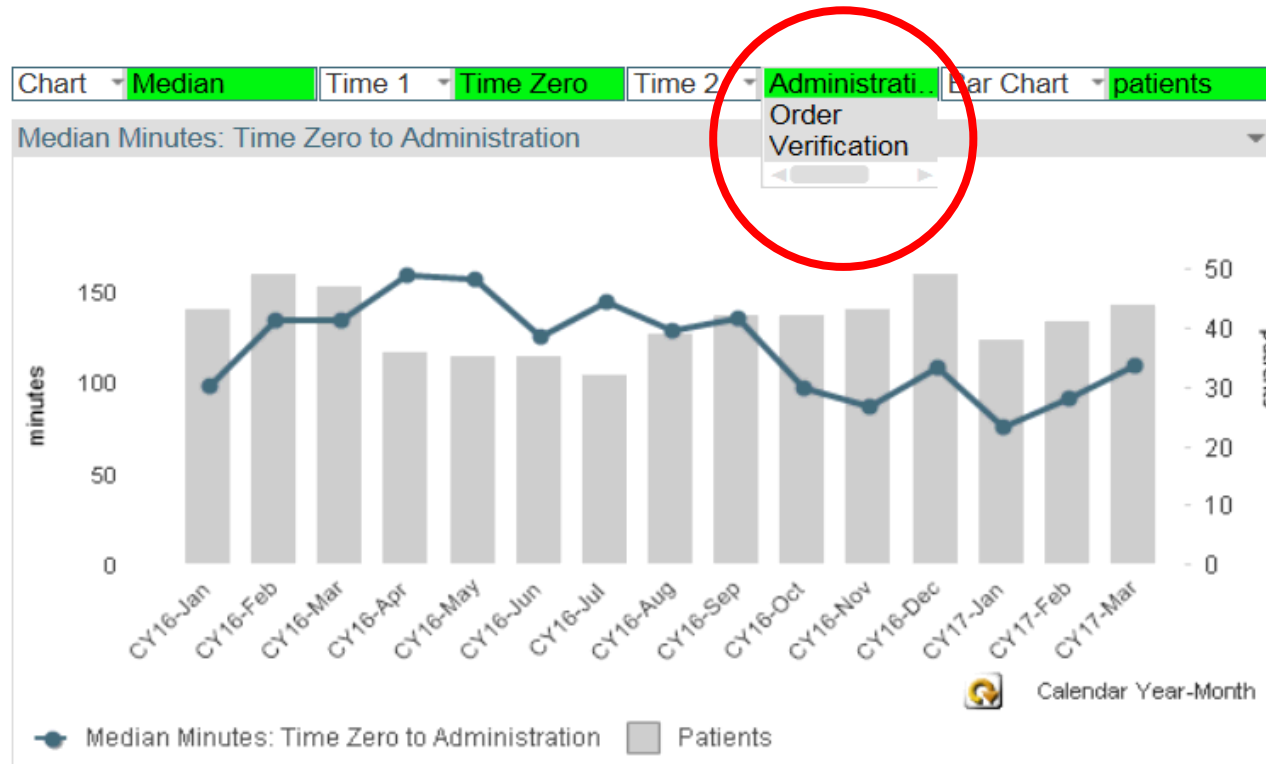 Chart Median Time 1 Time Zero Time 2 Administrati.. Bar Chart patients
Order
Verification
Median Minutes: Time Zero to Administration
150
100
50
0
minutes
50
40
30
20
10
0
CY16-Jan CY16-Feb CY16-Mar CY16-Apr CY16-May CY16-Jun CY16-Jul CY16-Aug CY16-Sep CY16-Oct CY16-Nov CY16-Dec CY17-Jan CY17-Feb CY17-Mar
Calendar Year-Month
Median Minutes: Time Zero to Administration Patients